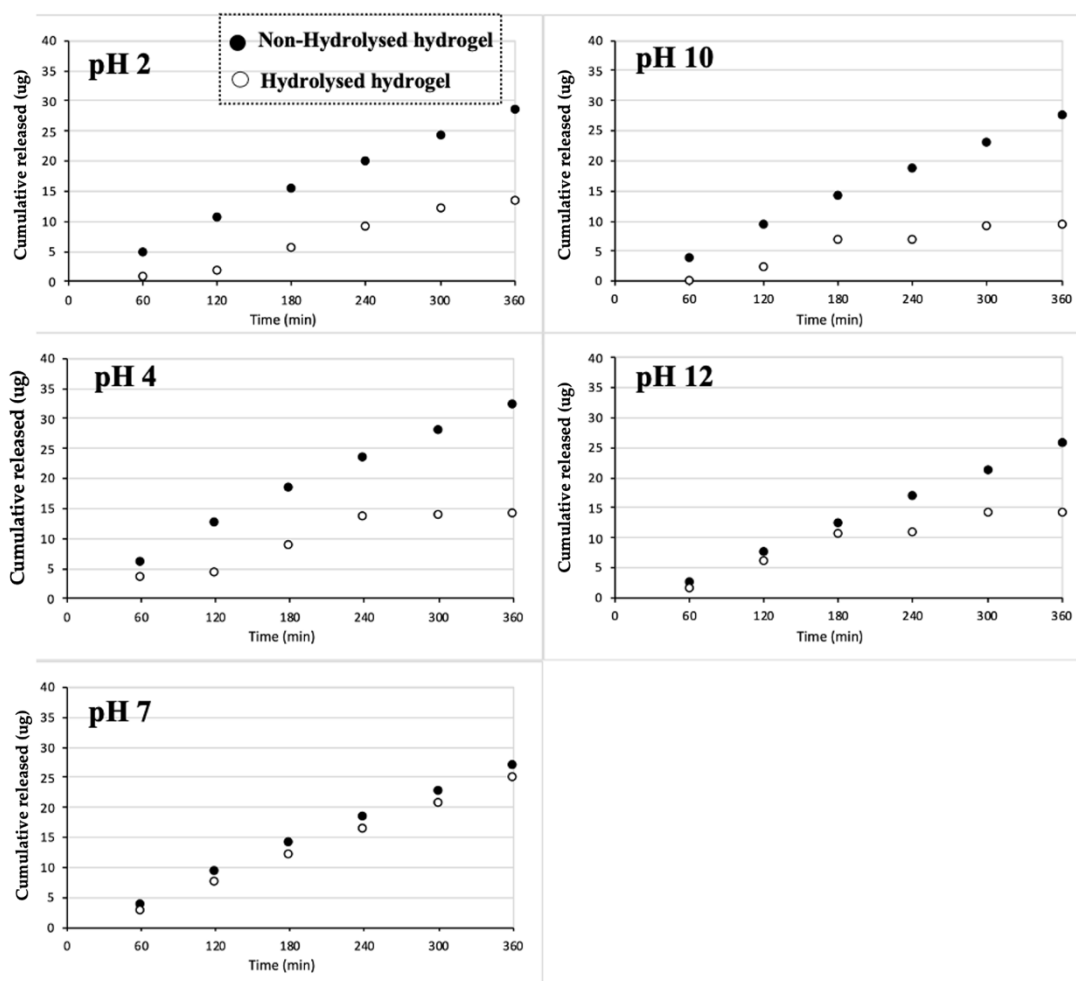 Non-Hydrolysed hydrogel
Hydrolysed hydrogel
pH 2
Cumulative released (ug)
40
35
30
25
20
15
10
5
0
0 60 120 180 240 300 360
Time (min)
pH 10
Cumulative released (ug)
40
35
30
25
20
15
10
5
0
0 60 120 180 240 300 360
Time (min)
pH 4
Cumulative released (ug)
40
35
30
25
20
15
10
5
0
0 60 120 180 240 300 360
Time (min)
pH 12
Cumulative released (ug)
40
35
30
25
20
15
10
5
0
0 60 120 180 240 300 360
Time (min)
pH 7
Cumulative released (ug)
40
35
30
25
20
15
10
5
0
0 60 120 180 240 300 360
Time (min)